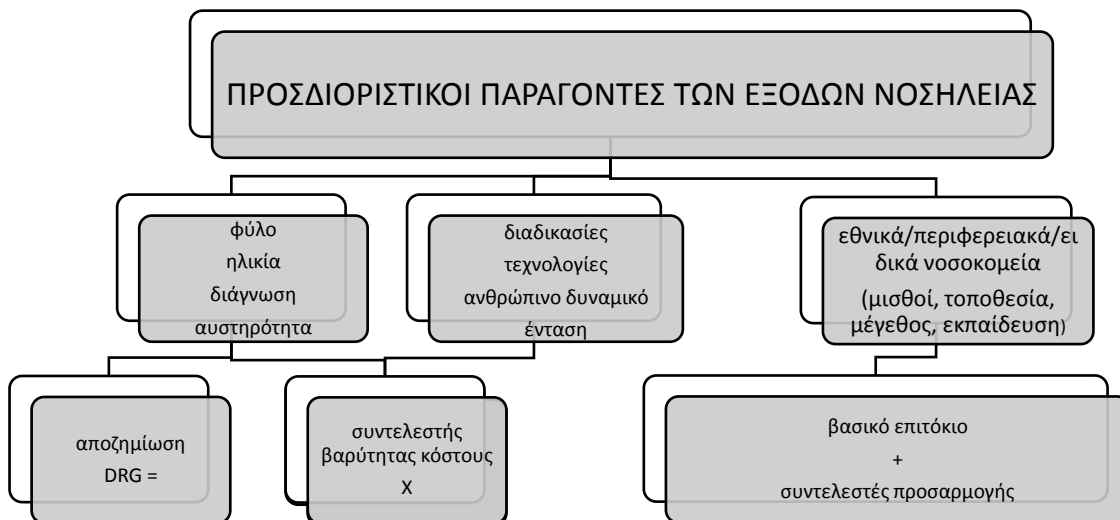 ΠΡΟΣΔΙΟΡΙΣΤΙΚΟΙ ΠΑΡΑΓΟΝΤΕΣ ΤΩΝ ΕΞΟΔΩΝ ΝΟΣΗΛΕΙΑΣ
φύλο
ηλικία
διάγνωση
αυστηρότητα
διαδικασίες
τεχνολογίες
ανθρώπινο δυναμικό
ένταση
εθνικά/περιφερειακά/ει
δικά νοσοκομεία
(μισθοί, τοποθεσία,
μέγεθος, εκπαίδευση)
αποζημίωση
DRG =
συντελεστής
βαρύτητας κόστους
X
βασικό επιτόκιο
+
συντελεστές προσαρμογής